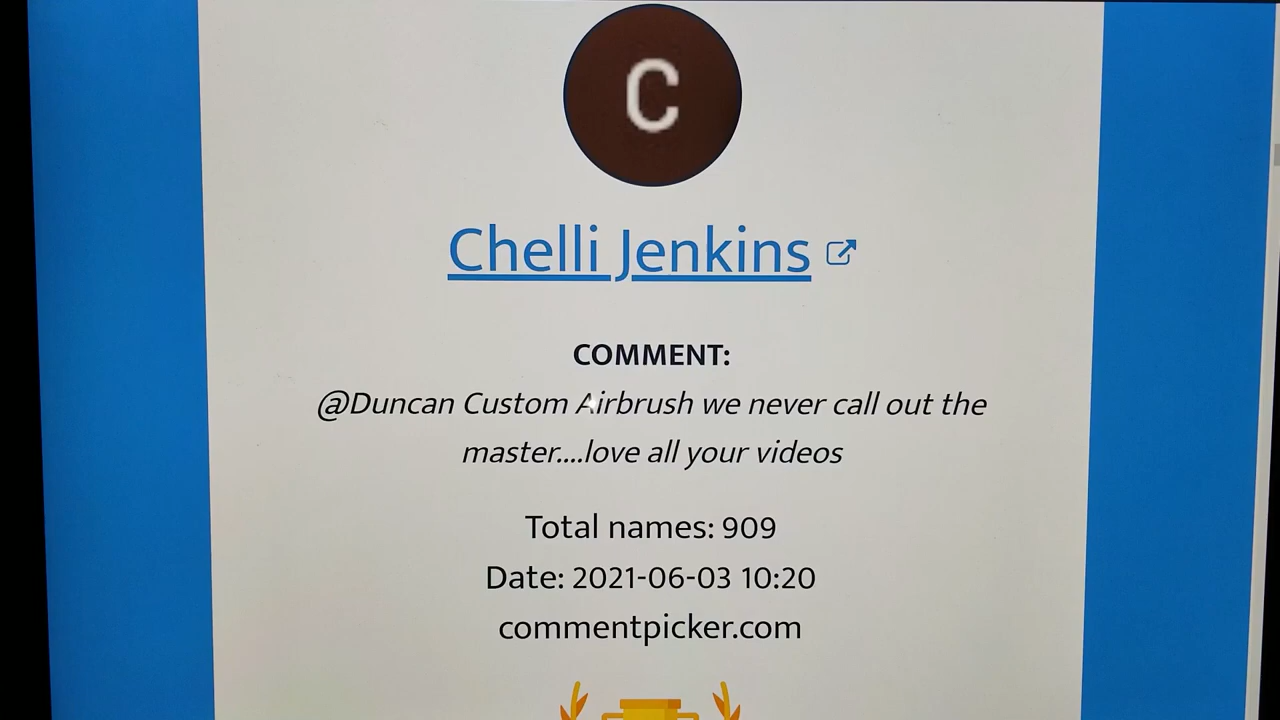 C
Chelli Jenkins
COMMENT:
@Duncan Custom Airbrush we never call out the
master....love all your videos
Total names: 909
Date: 2021-06-03 10:20
commentpicker.com